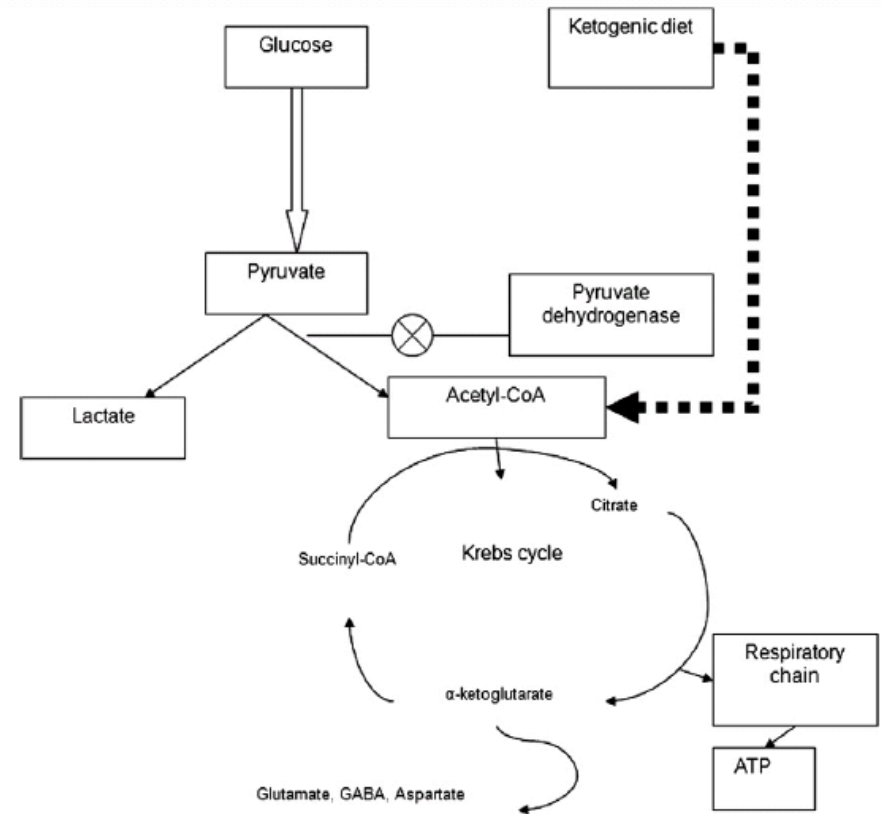 Glucose
Ketogenic diet
Pyruvate
Pyruvate
dehydrogenase
Lactate
Acetyl-CoA
Citrate
Succinyl-CoA
Krebs cycle
Respiratory
chain
α-ketoglutarate
ATP
Glutamate, GABA, Aspartate